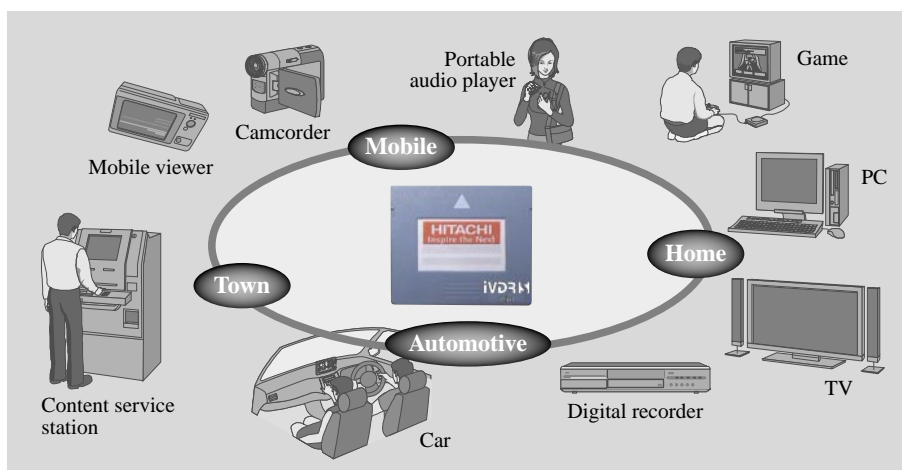 Portable
audio player
Game
Camcorder
Mobile viewer
Mobile
PC
HITACHI
Inspire the Next
Home
Town
iVDR
Automotive
TV
Digital recorder
Content service
station
Car